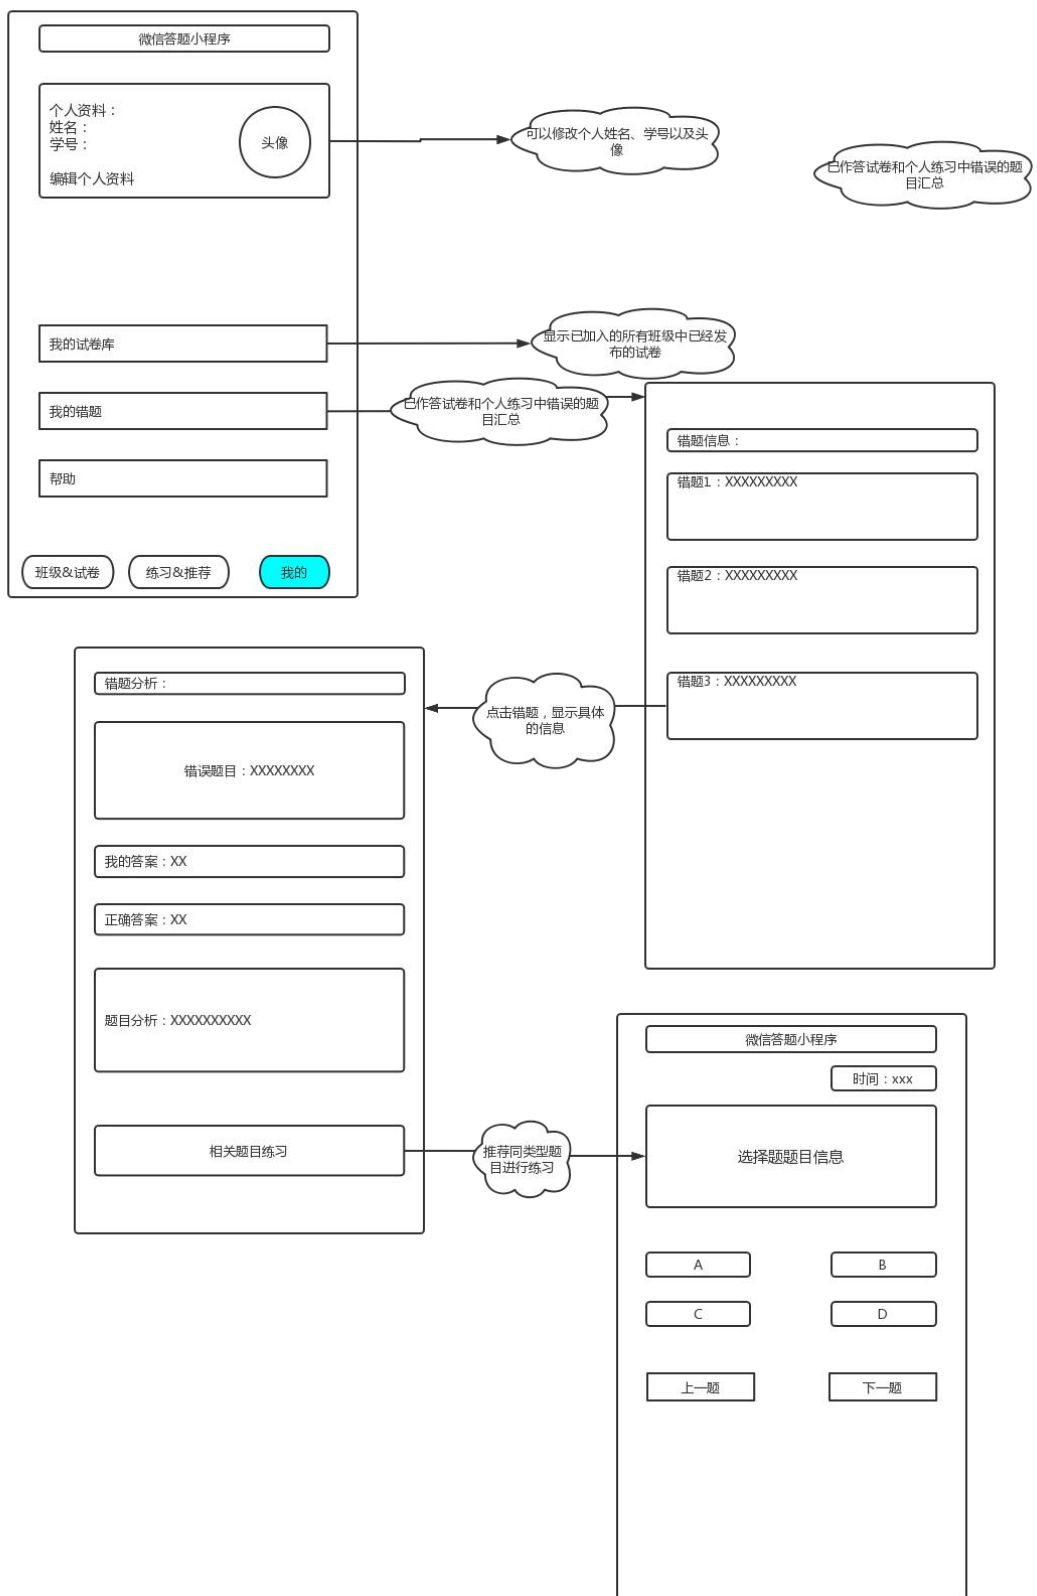 微信答题小程序
个人资料：
姓名：
学号：
头像
编辑个人资料
可以修改个人姓名、学号以及头
像
已作答试卷和个人练习中错误的题
目汇总
我的试卷库
显示已加入的所有班级中已经发
布的试卷
我的错题
已作答试卷和个人练习中错误的题
目汇总
帮助
班级&试卷
练习&推荐
我的
错题信息：
错题1：XXXXXXXXX
错题2：XXXXXXXXX
错题3：XXXXXXXXX
点击错题，显示具体
的信息
错题分析：
错误题目：XXXXXXXX
我的答案：XX
正确答案：XX
题目分析：XXXXXXXXXX
相关题目练习
推荐同类型题
目进行练习
微信答题小程序
时间：xxx
选择题题目信息
A
B
C
D
上一题
下一题